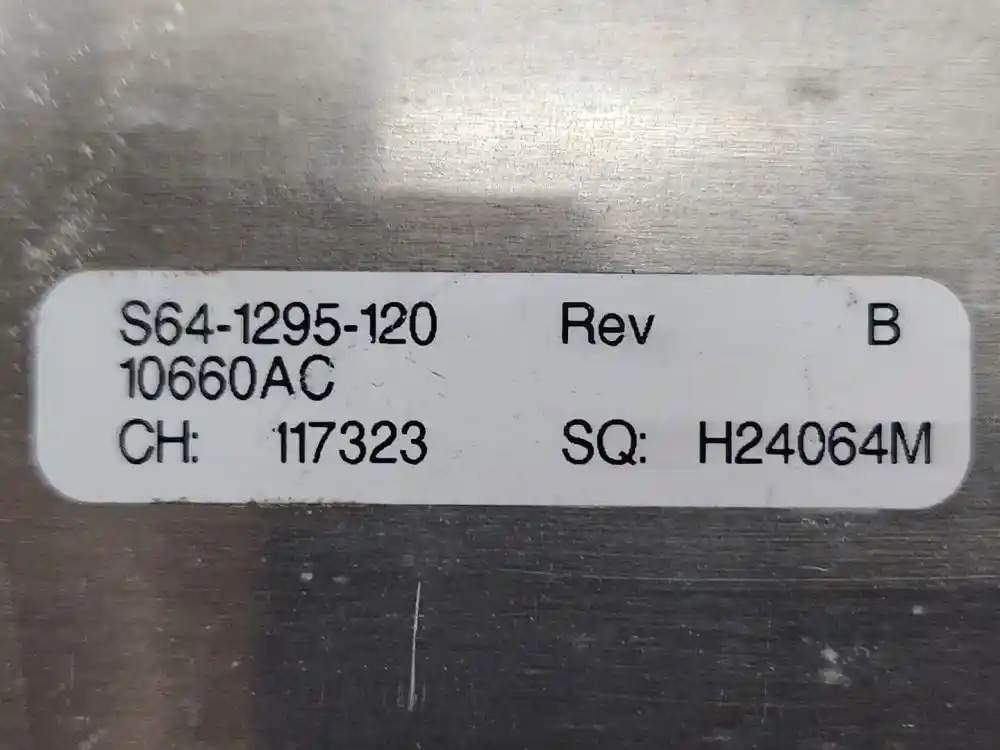 S64-1295-120 Rev B
10660AC
CH: 117323 SQ: H24064M